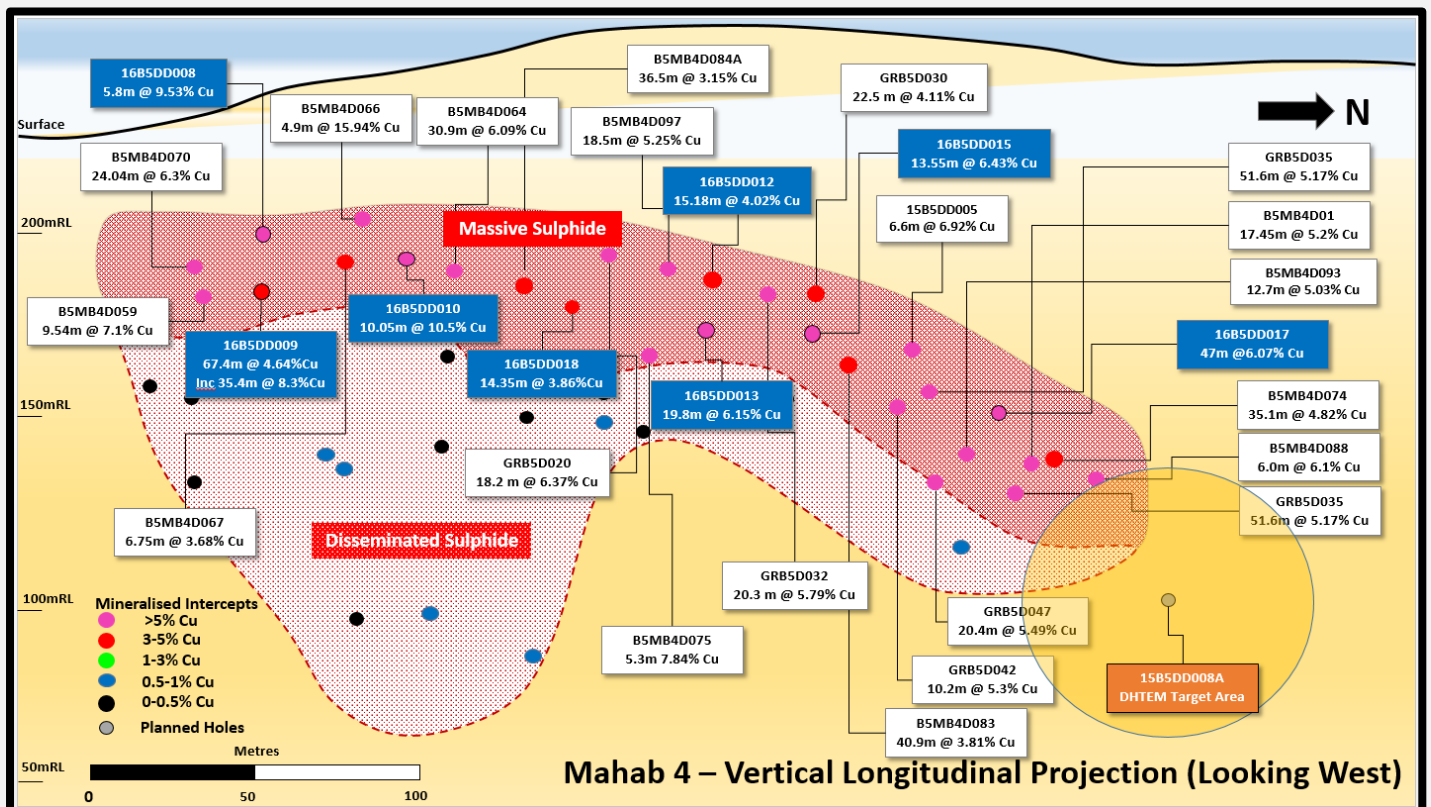 B5MB4D084A
36.5m @ 3.15% Cu
16B5DD008
5.8m @ 9.53% Cu
GRB5D030
22.5 m @ 4.11% Cu
B5MB4D066
4.9m @ 15.94% Cu
B5MB4D064
30.9m @ 6.09% Cu
B5MB4D097
18.5m @ 5.25% Cu
N
Surface
16B5DD015
13.55m @ 6.43% Cu
B5MB4D070
24.04m @ 6.3% Cu
GRB5D035
51.6m @ 5.17% Cu
16B5DD012
15.18m @ 4.02% Cu
15B5DD005
6.6m @ 6.92% Cu
B5MB4D01
17.45m @ 5.2% Cu
200mRL
Massive Sulphide
B5MB4D093
12.7m @ 5.03% Cu
B5MB4D059
9.54m @ 7.1% Cu
16B5DD010
10.05m @ 10.5% Cu
16B5DD017
47m @6.07% Cu
16B5DD009
67.4m @ 4.64%Cu
Inc 35.4m @ 8.3%Cu
16B5DD018
14.35m @ 3.86%Cu
16B5DD013
19.8m @ 6.15% Cu
B5MB4D074
35.1m @ 4.82% Cu
150mRL
B5MB4D088
6.0m @ 6.1% Cu
GRB5D020
18.2 m @ 6.37% Cu
GRB5D035
51.6m @ 5.17% Cu
B5MB4D067
6.75m @ 3.68% Cu
Disseminated Sulphide
GRB5D032
20.3 m @ 5.79% Cu
100mRL
Mineralised Intercepts
>5% Cu
3-5% Cu
1-3% Cu
0.5-1% Cu
0-0.5% Cu
Planned Holes
GRB5D047
20.4m @ 5.49% Cu
B5MB4D075
5.3m 7.84% Cu
GRB5D042
10.2m @ 5.3% Cu
15B5DD008A
DHTEM Target Area
B5MB4D083
40.9m @ 3.81% Cu
Metres
50mRL
0 50 100
Mahab 4 – Vertical Longitudinal Projection (Looking West)